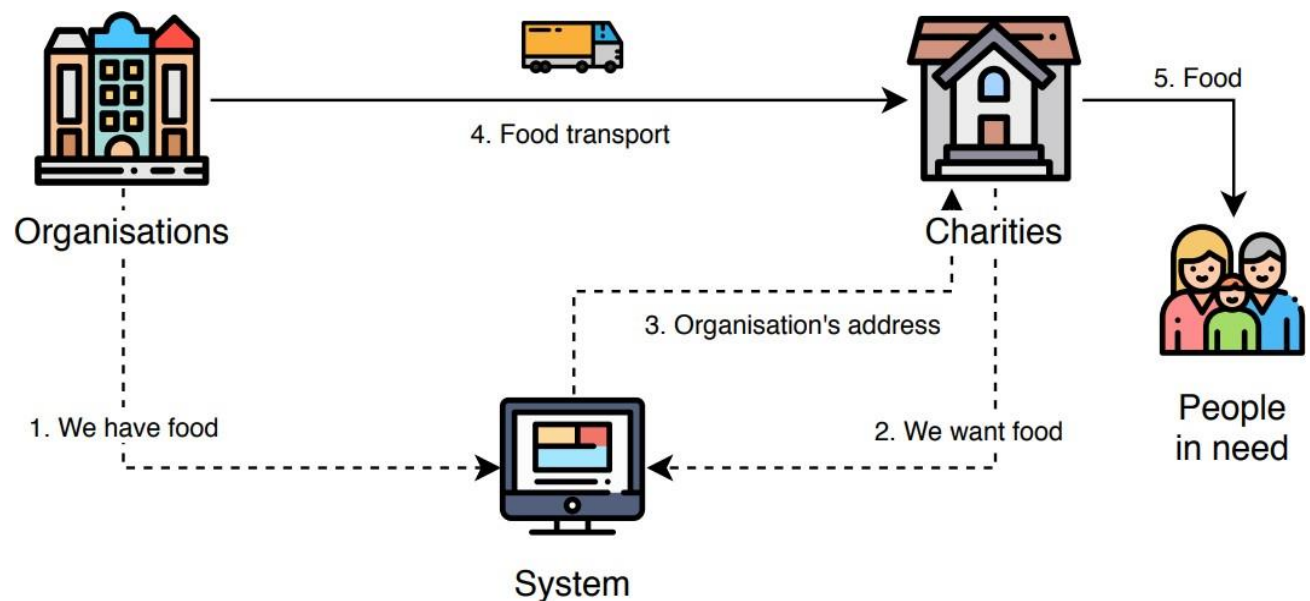 5. Food
4. Food transport
Organisations
Charities
3. Organisation's address
1. We have food
2. We want food
People
in need
System